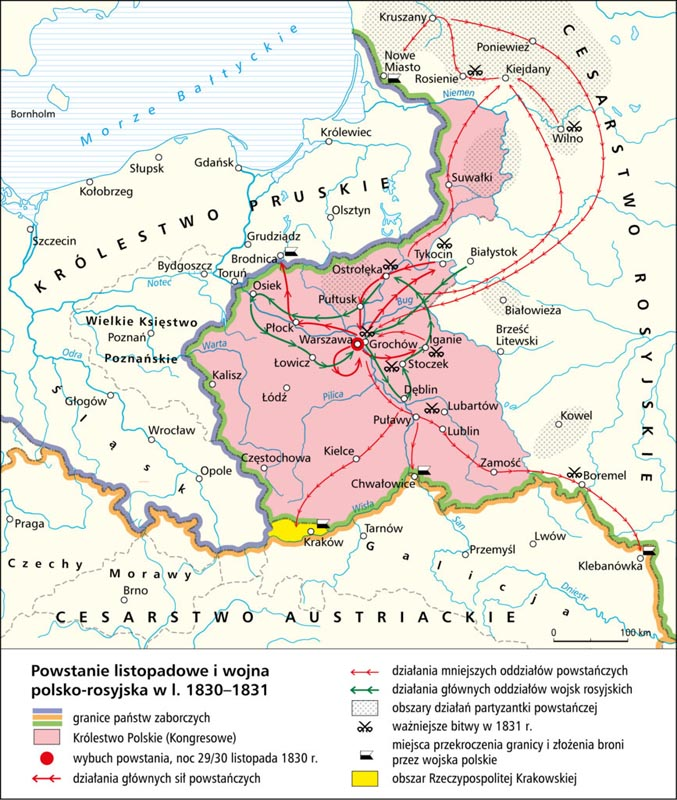 Kruszany
Poniewież
Nowe
Miasto
Rosienie
Kiejdany
CESARSTWO ROSYJSKIE
Morze Bałtyckie
Bornholm
Niemen
Wilno
Królewiec
Słupsk
Gdańsk
Kołobrzeg
Suwałki
KRÓLESTWO PRUSKIE
Olsztyn
Szczecin
Grudziądz
Brodnica
Tykocin
Białystok
Bydgoszcz
Toruń
Ostrołęka
Osiek
Noteć
Pułtusk
Bug
Białowieża
Wielkie Księstwo
Poznań
Poznańskie
Płock
Warszawa
Grochów
Iganie
Brześć
Litewski
Warta
Odra
Łowicz
Stoczek
Kalisz
Łódź
Pilica
Dęblin
Głogów
Puławy
Lubartów
Lublin
Kowel
Wrocław
Śląsk
Kielce
Częstochowa
Opole
Zamość
Chwałowice
Boremel
Wisła
Praga
Kraków
Tarnów
San
Lwów
Przemyśl
Klebanówka
Galicja
Czechy
Morawy
Dniestr
Brno
CESARSTWO AUSTRIACKIE
0 100 km
Powstanie listopadowe i wojna
polsko-rosyjska w l. 1830–1831
granice państw zaborczych
Królestwo Polskie (Kongresowe)
wybuch powstania, noc 29/30 listopada 1830 r.
działania głównych sił powstańczych
działania mniejszych oddziałów powstańczych
działania głównych oddziałów wojsk rosyjskich
obszary działań partyzantki powstańczej
ważniejsze bitwy w 1831 r.
miejsca przekroczenia granicy i złożenia broni
przez wojska polskie
obszar Rzeczypospolitej Krakowskiej